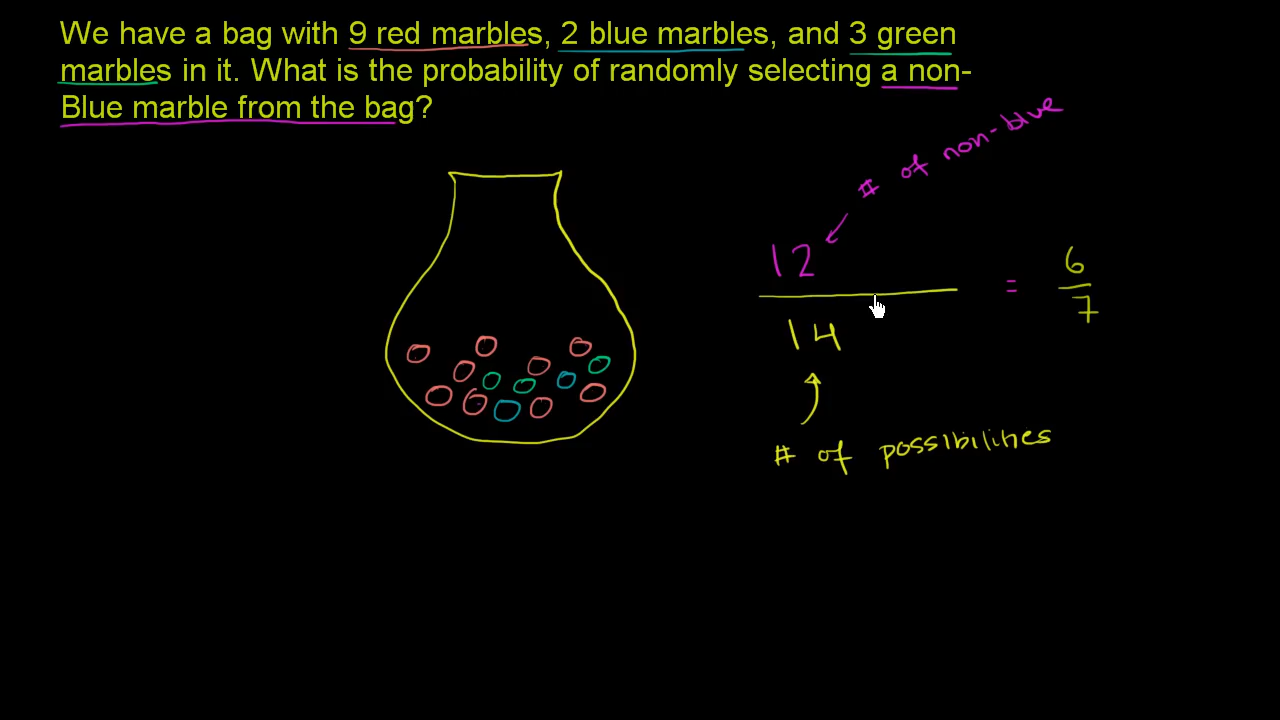 We have a bag with 9 red marbles, 2 blue marbles, and 3 green
marbles in it. What is the probability of randomly selecting a non-
Blue marble from the bag?
# of non-blue
12
14
=
6
7
# of possibilities